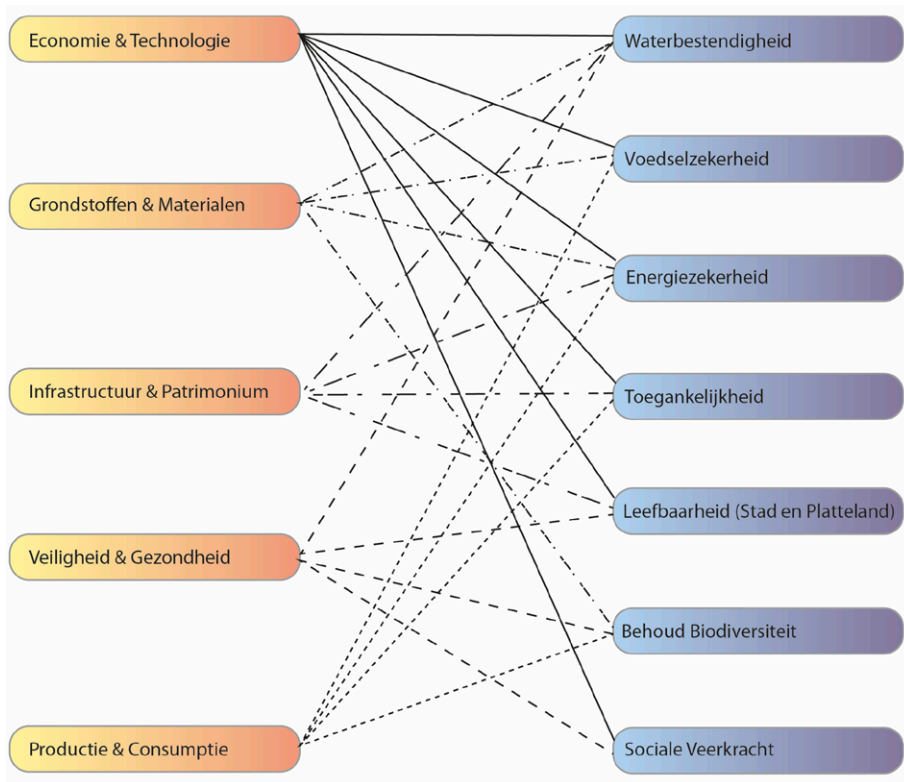 Economie & Technologie
Grondstoffen & Materialen
Infrastructuur & Patrimonium
Veiligheid & Gezondheid
Productie & Consumptie
Waterbestendigheid
Voedselzekerheid
Energiezekerheid
Toegankelijkheid
Leefbaarheid (Stad en Platteland)
Behoud Biodiversiteit
Sociale Veerkracht